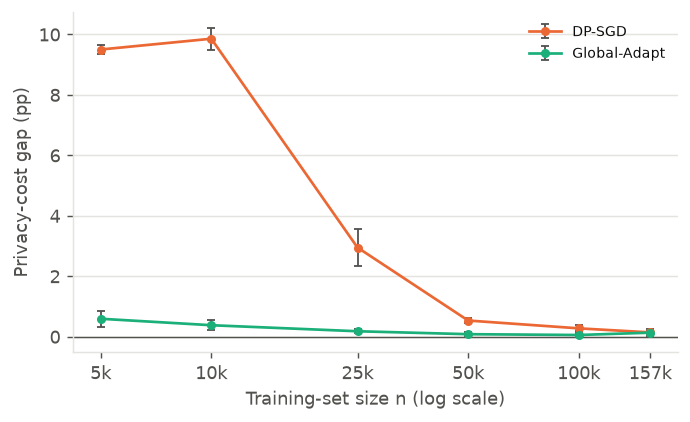 DP-SGD
Global-Adapt
Privacy-cost gap (pp)
10
8
6
4
2
0
5k 10k 25k 50k 100k 157k
Training-set size n (log scale)